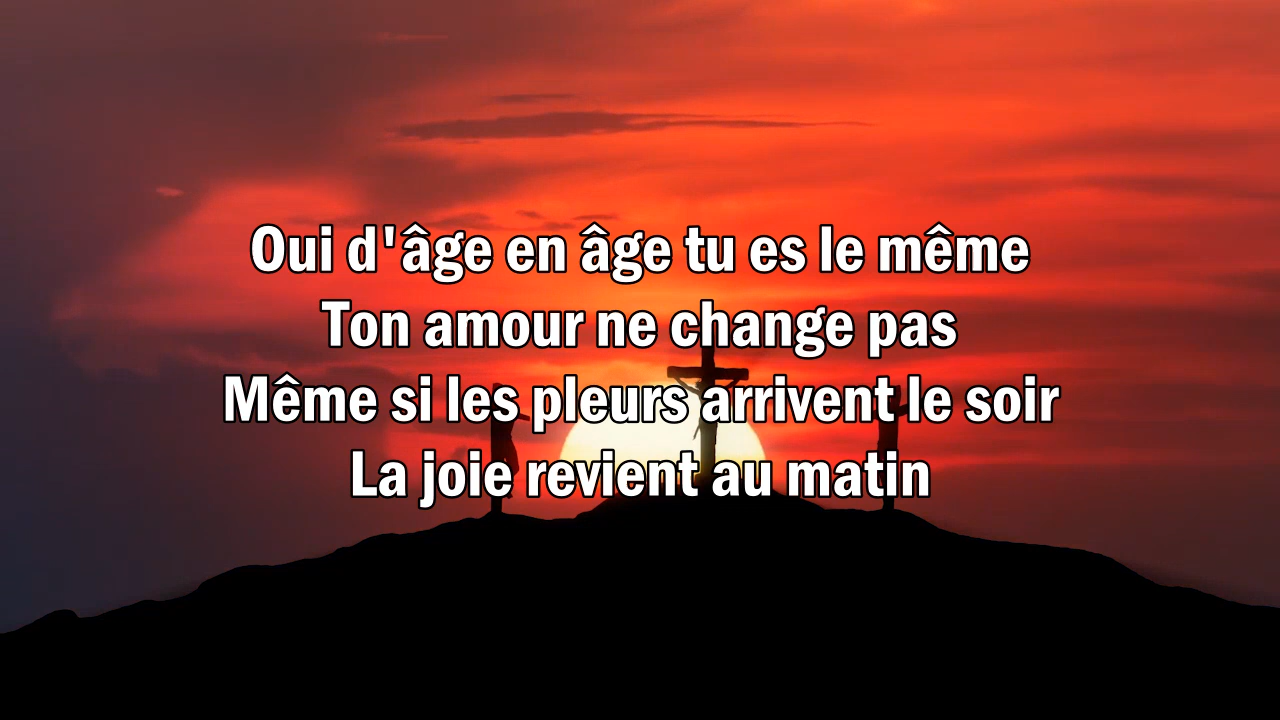 Oui d'âge en âge tu es le même
Ton amour ne change pas
Même si les pleurs arrivent le soir
La joie revient au matin